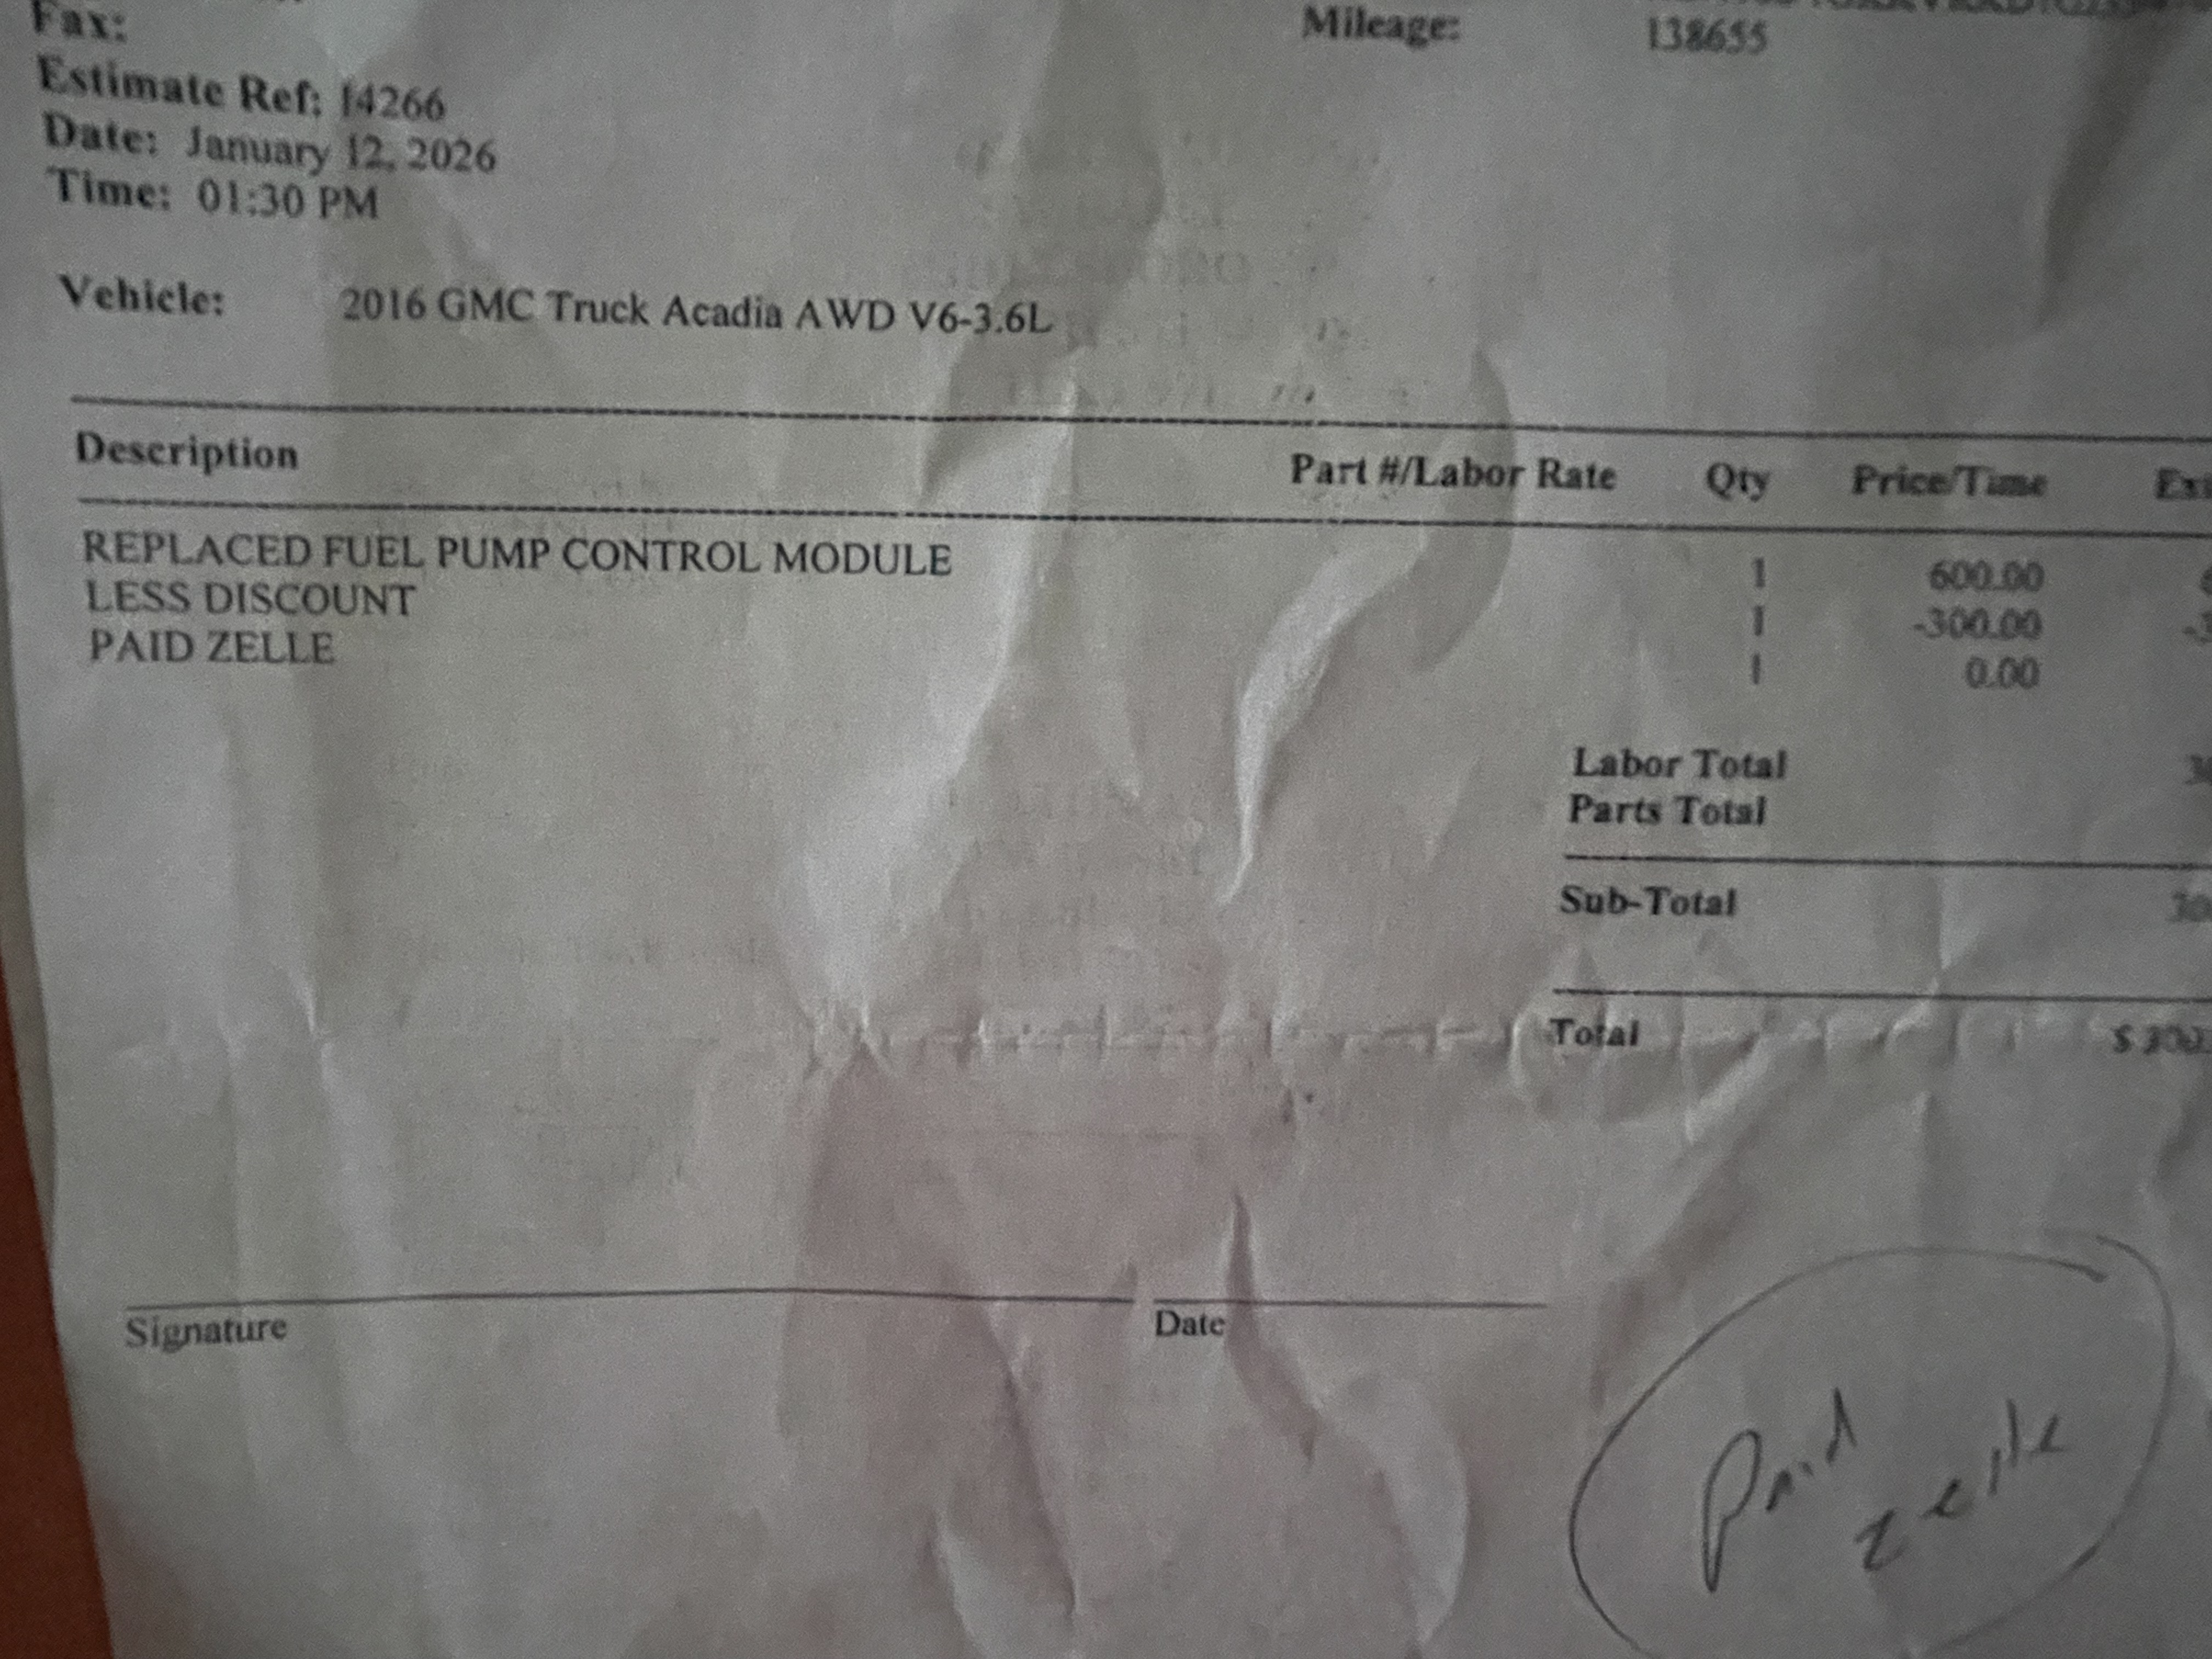 Fax:
Mileage: 138655
Estimate Ref: 14266
Date: January 12, 2026
Time: 01:30 PM
Vehicle: 2016 GMC Truck Acadia AWD V6-3.6L
Description Part #/Labor Rate Qty Price/Time
REPLACED FUEL PUMP CONTROL MODULE 1 600.00
LESS DISCOUNT 1 -300.00
PAID ZELLE 1 0.00
Labor Total
Parts Total
Sub-Total
Total
Signature Date
Paid
zelle